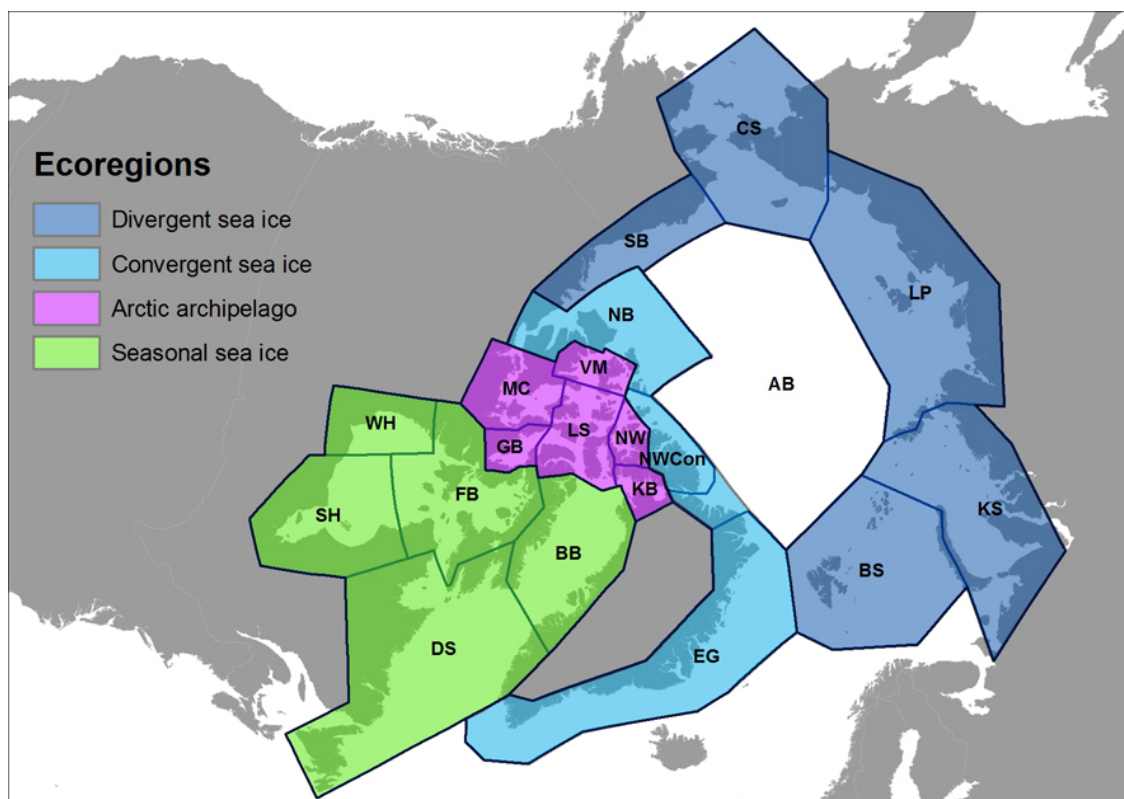 Ecoregions
Divergent sea ice
Convergent sea ice
Arctic archipelago
Seasonal sea ice
CS
SB
LP
NB
VM
MC
AB
WH
GB
LS
NW
NWCon
FB
KB
SH
KS
BB
BS
DS
EG